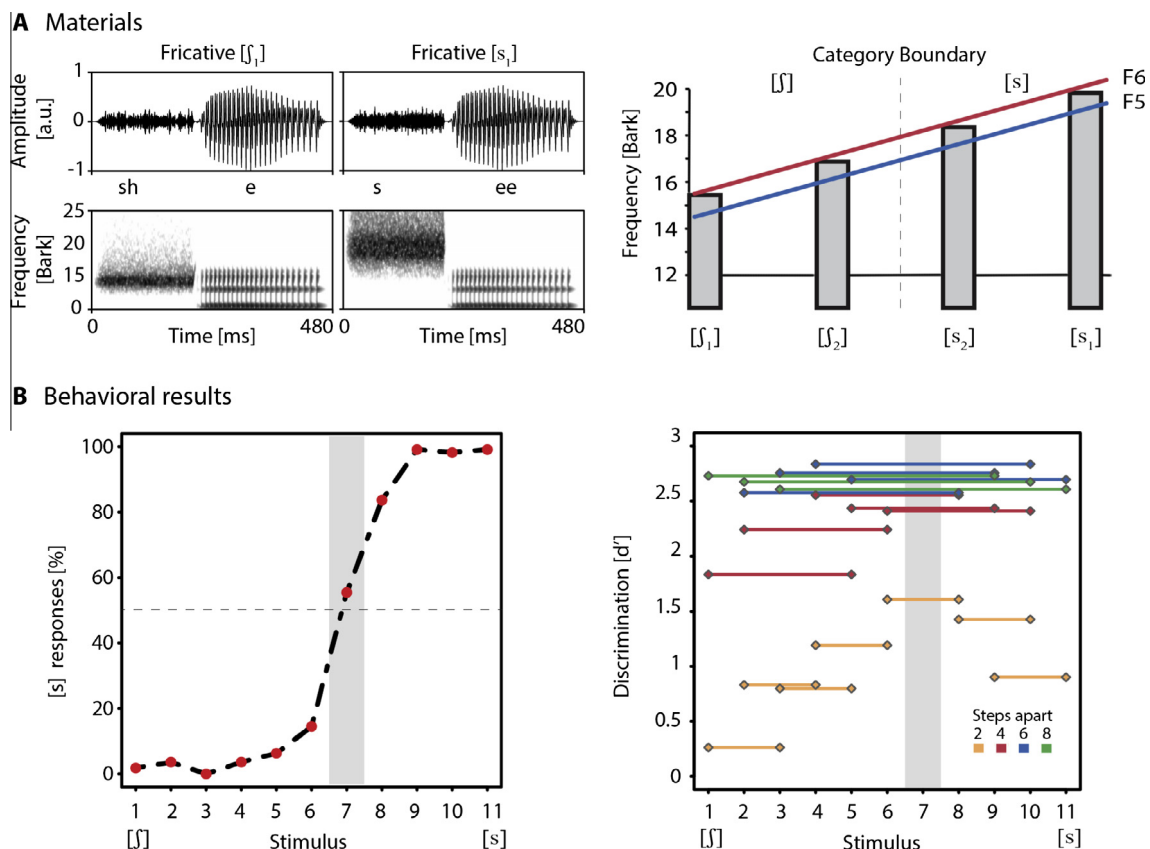 A Materials
Fricative [ʃ1]
Fricative [s1]
Amplitude [a.u.]
1
0
-1
sh e
s ee
Frequency [Bark]
25
20
15
0
0 480
Time [ms]
0 480
Time [ms]
Category Boundary
[ʃ] [s]
F6
F5
Frequency [Bark]
20
18
16
14
12
[ʃ1] [ʃ2] [s2] [s1]
B Behavioral results
[s] responses [%]
100
80
60
40
20
0
1 2 3 4 5 6 7 8 9 10 11
[ʃ] Stimulus [s]
Discrimination [d′]
3
2.5
2
1.5
1
0.5
0
Steps apart
2 4 6 8
1 2 3 4 5 6 7 8 9 10 11
[ʃ] Stimulus [s]